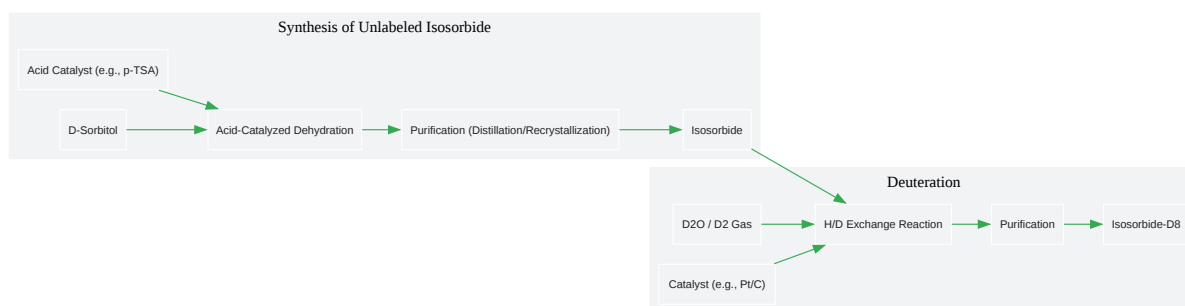 Synthesis of Unlabeled Isosorbide
Acid Catalyst (e.g., p-TSA)
D-Sorbitol
Acid-Catalyzed Dehydration
Purification (Distillation/Recrystallization)
Isosorbide
Deuteration
D2O / D2 Gas
H/D Exchange Reaction
Purification
Isosorbide-D8
Catalyst (e.g., Pt/C)